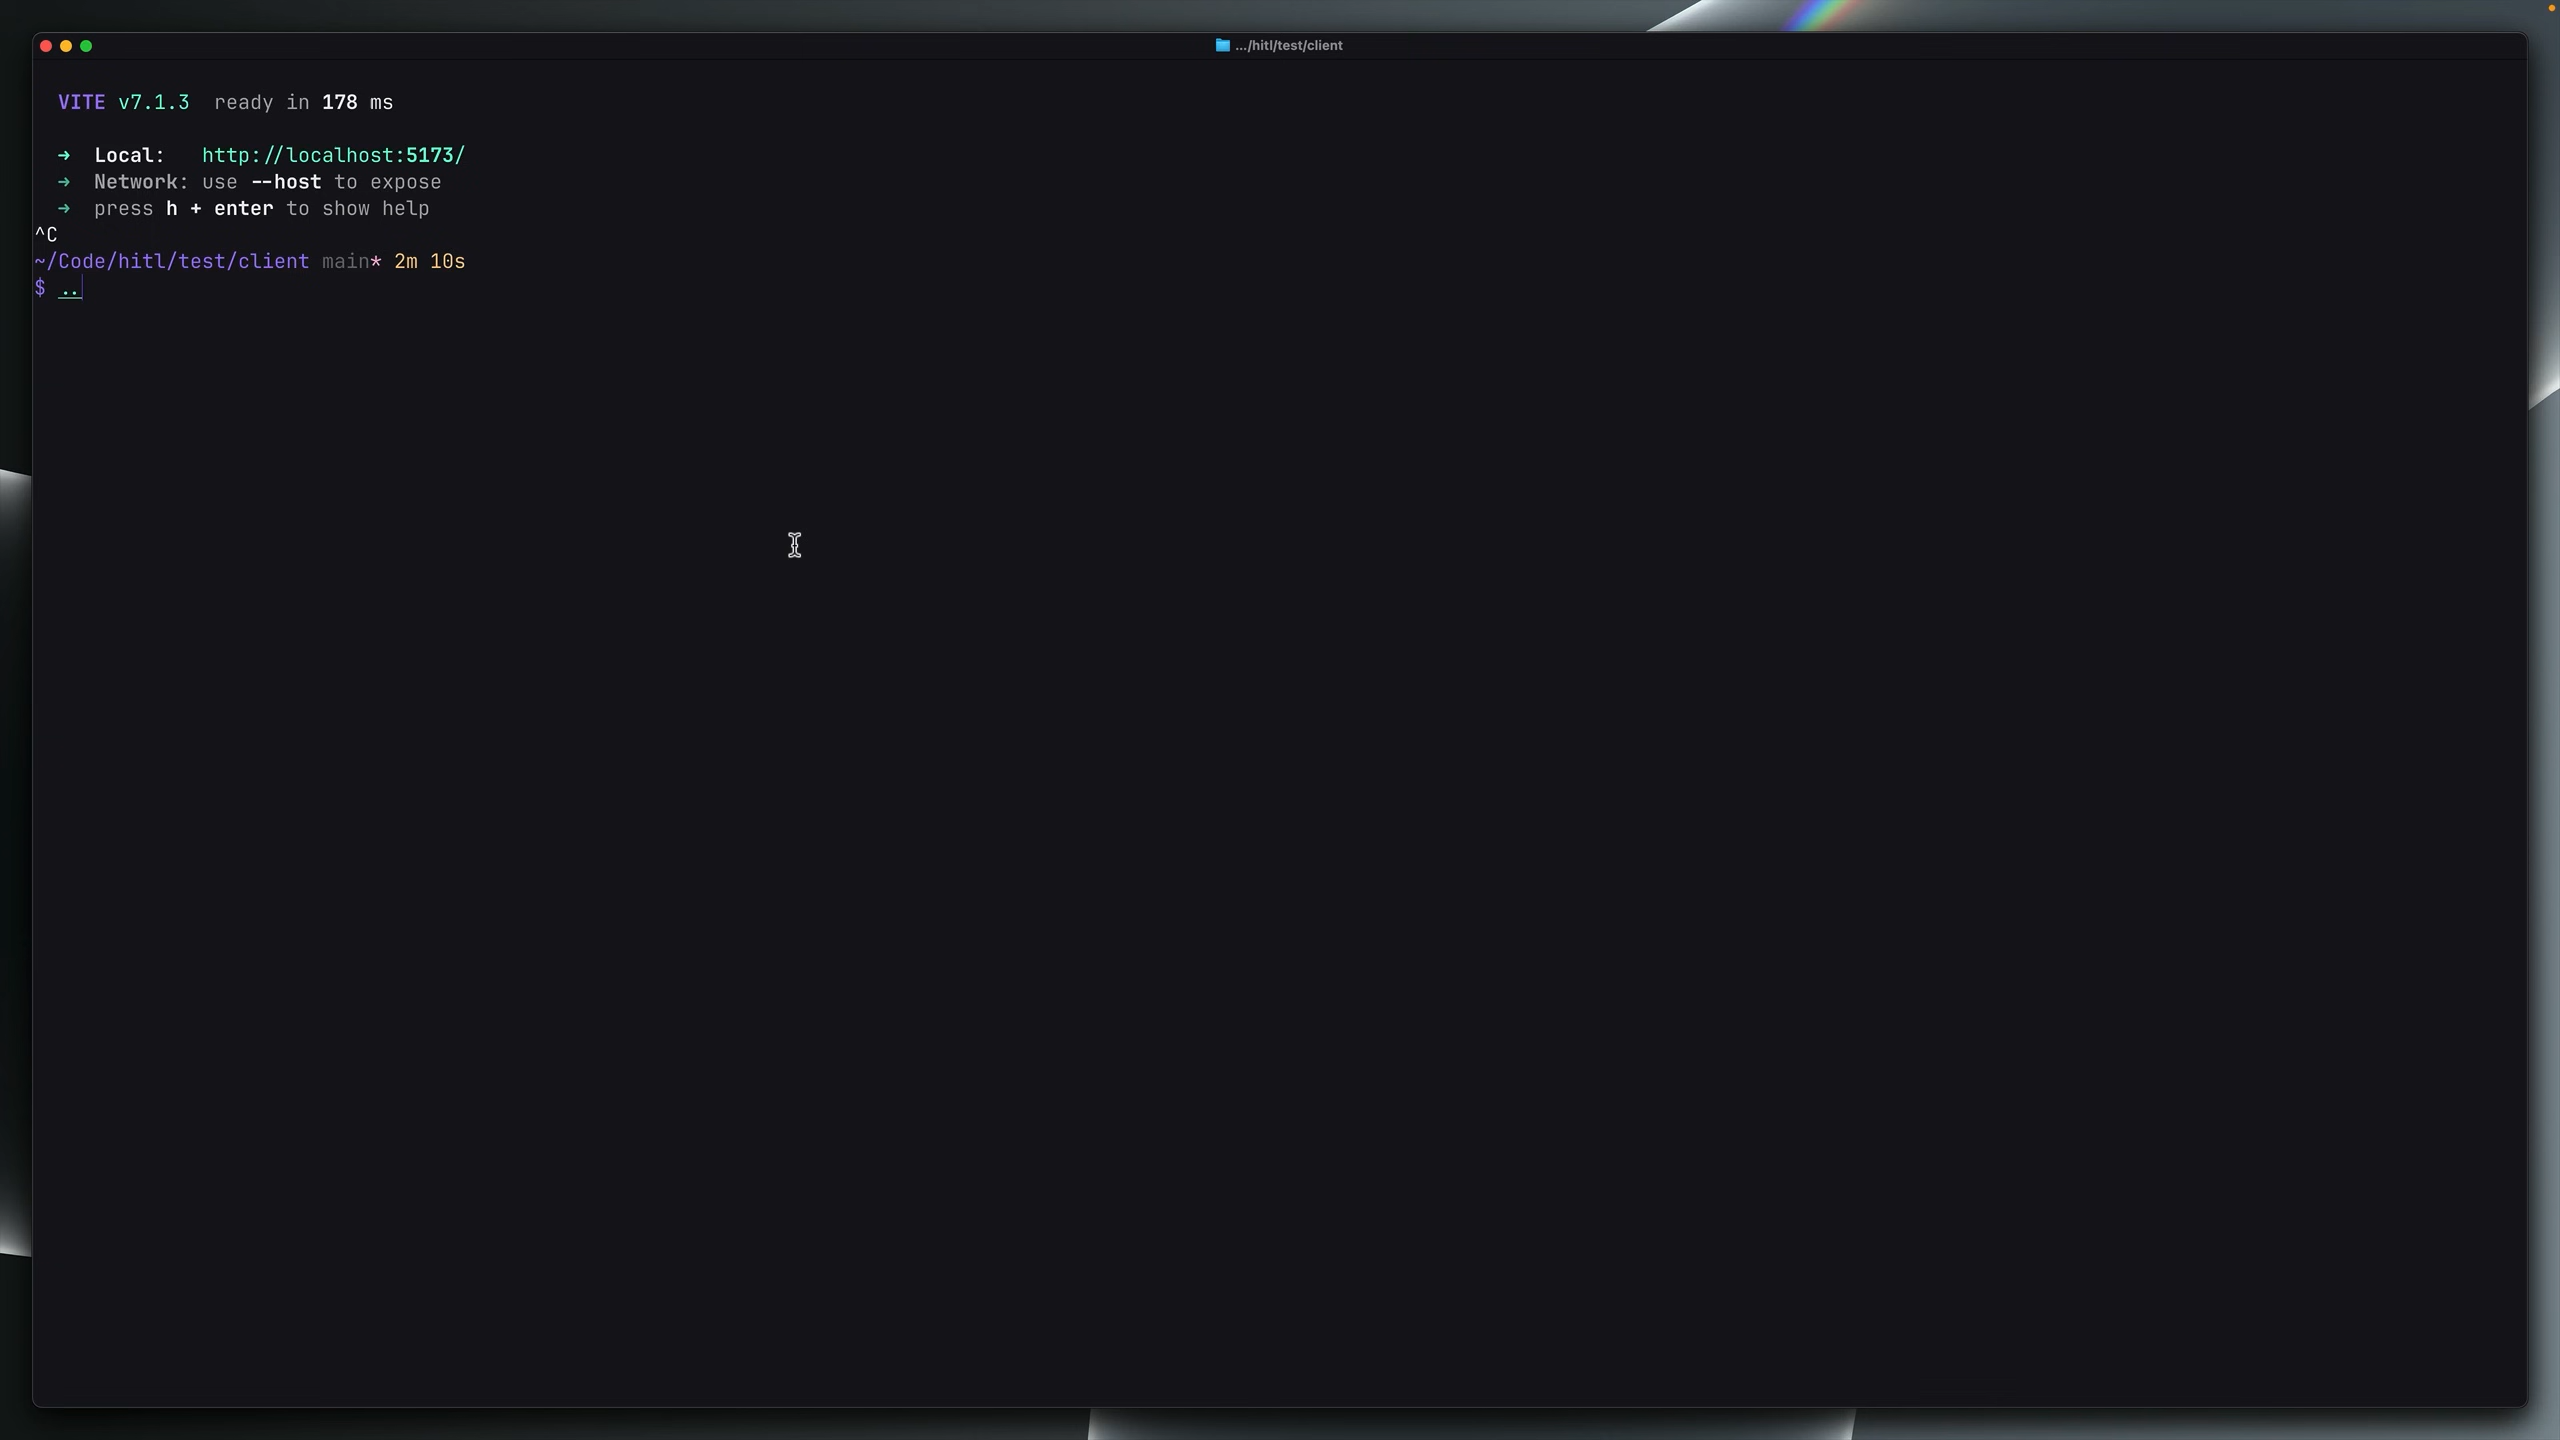 .../hitl/test/client
VITE v7.1.3  ready in 178 ms
➜  Local:   http://localhost:5173/
➜  Network: use --host to expose
➜  press h + enter to show help
^C
~/Code/hitl/test/client main* 2m 10s
$ ..